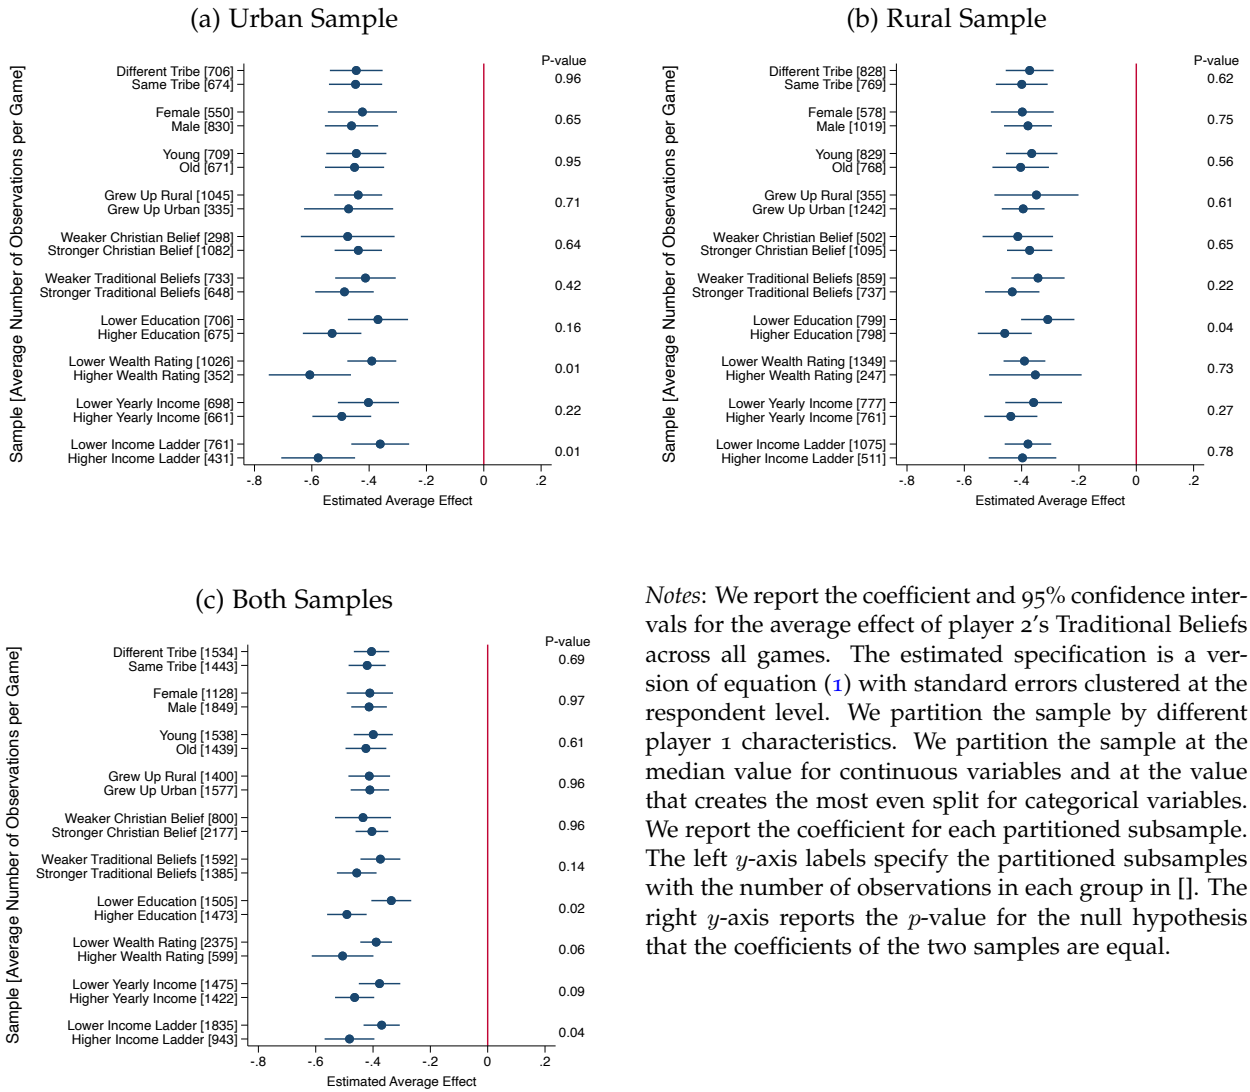 (a) Urban Sample
Sample [Average Number of Observations per Game]
P-value
Different Tribe [706]
Same Tribe [674]
0.96
Female [550]
Male [830]
0.65
Young [709]
Old [671]
0.95
Grew Up Rural [1045]
Grew Up Urban [335]
0.71
Weaker Christian Belief [298]
Stronger Christian Belief [1082]
0.64
Weaker Traditional Beliefs [733]
Stronger Traditional Beliefs [648]
0.42
Lower Education [706]
Higher Education [675]
0.16
Lower Wealth Rating [1026]
Higher Wealth Rating [352]
0.01
Lower Yearly Income [698]
Higher Yearly Income [661]
0.22
Lower Income Ladder [761]
Higher Income Ladder [431]
0.01
-.8 -.6 -.4 -.2 0 .2
Estimated Average Effect
(b) Rural Sample
Sample [Average Number of Observations per Game]
P-value
Different Tribe [828]
Same Tribe [769]
0.62
Female [578]
Male [1019]
0.75
Young [829]
Old [768]
0.56
Grew Up Rural [355]
Grew Up Urban [1242]
0.61
Weaker Christian Belief [502]
Stronger Christian Belief [1095]
0.65
Weaker Traditional Beliefs [859]
Stronger Traditional Beliefs [737]
0.22
Lower Education [799]
Higher Education [798]
0.04
Lower Wealth Rating [1349]
Higher Wealth Rating [247]
0.73
Lower Yearly Income [777]
Higher Yearly Income [761]
0.27
Lower Income Ladder [1075]
Higher Income Ladder [511]
0.78
-.8 -.6 -.4 -.2 0 .2
Estimated Average Effect
(c) Both Samples
Sample [Average Number of Observations per Game]
P-value
Different Tribe [1534]
Same Tribe [1443]
0.69
Female [1128]
Male [1849]
0.97
Young [1538]
Old [1439]
0.61
Grew Up Rural [1400]
Grew Up Urban [1577]
0.96
Weaker Christian Belief [800]
Stronger Christian Belief [2177]
0.96
Weaker Traditional Beliefs [1592]
Stronger Traditional Beliefs [1385]
0.14
Lower Education [1505]
Higher Education [1473]
0.02
Lower Wealth Rating [2375]
Higher Wealth Rating [599]
0.06
Lower Yearly Income [1475]
Higher Yearly Income [1422]
0.09
Lower Income Ladder [1835]
Higher Income Ladder [943]
0.04
-.8 -.6 -.4 -.2 0 .2
Estimated Average Effect
Notes: We report the coefficient and 95% confidence inter-
vals for the average effect of player 2's Traditional Beliefs
across all games. The estimated specification is a ver-
sion of equation (1) with standard errors clustered at the
respondent level. We partition the sample by different
player 1 characteristics. We partition the sample at the
median value for continuous variables and at the value
that creates the most even split for categorical variables.
We report the coefficient for each partitioned subsample.
The left y-axis labels specify the partitioned subsamples
with the number of observations in each group in []. The
right y-axis reports the p-value for the null hypothesis
that the coefficients of the two samples are equal.